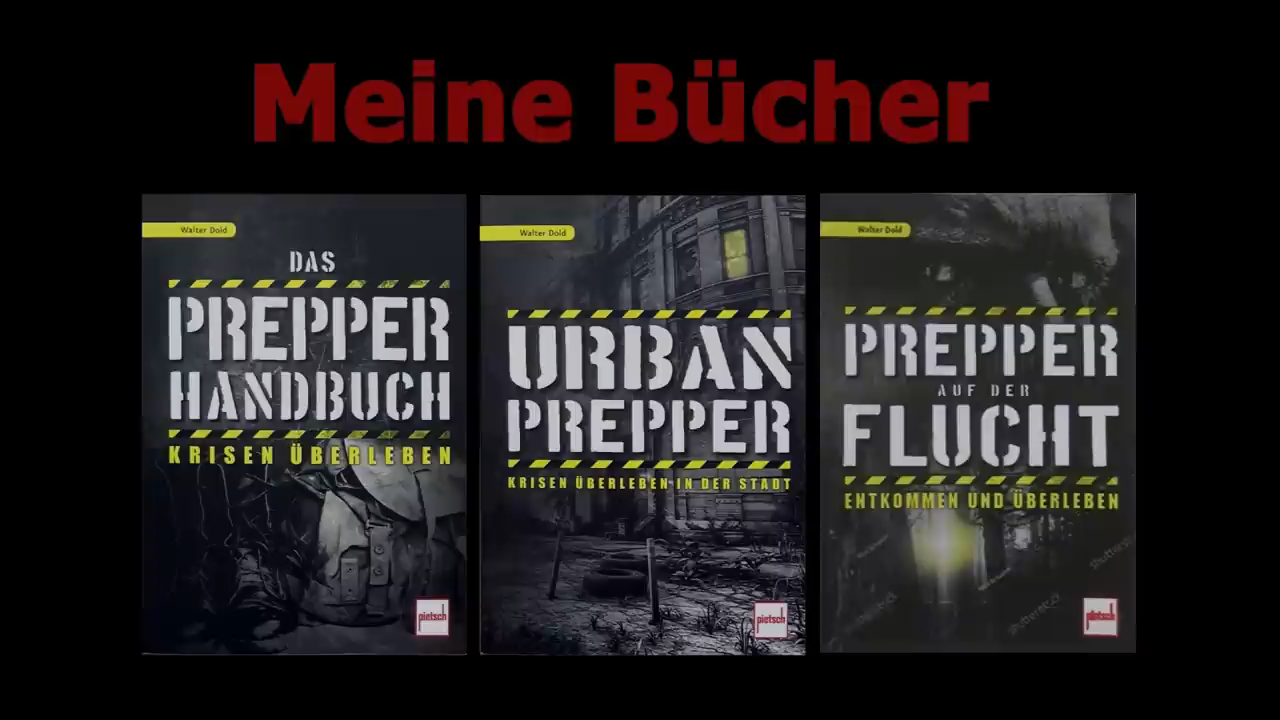 Meine Bücher
Walter Dold
DAS
PREPPER
HANDBUCH
KRISEN ÜBERLEBEN
pietsch
Walter Dold
URBAN
PREPPER
KRISEN ÜBERLEBEN IN DER STADT
pietsch
Walter Dold
PREPPER
AUF DER
FLUCHT
ENTKOMMEN UND ÜBERLEBEN
pietsch